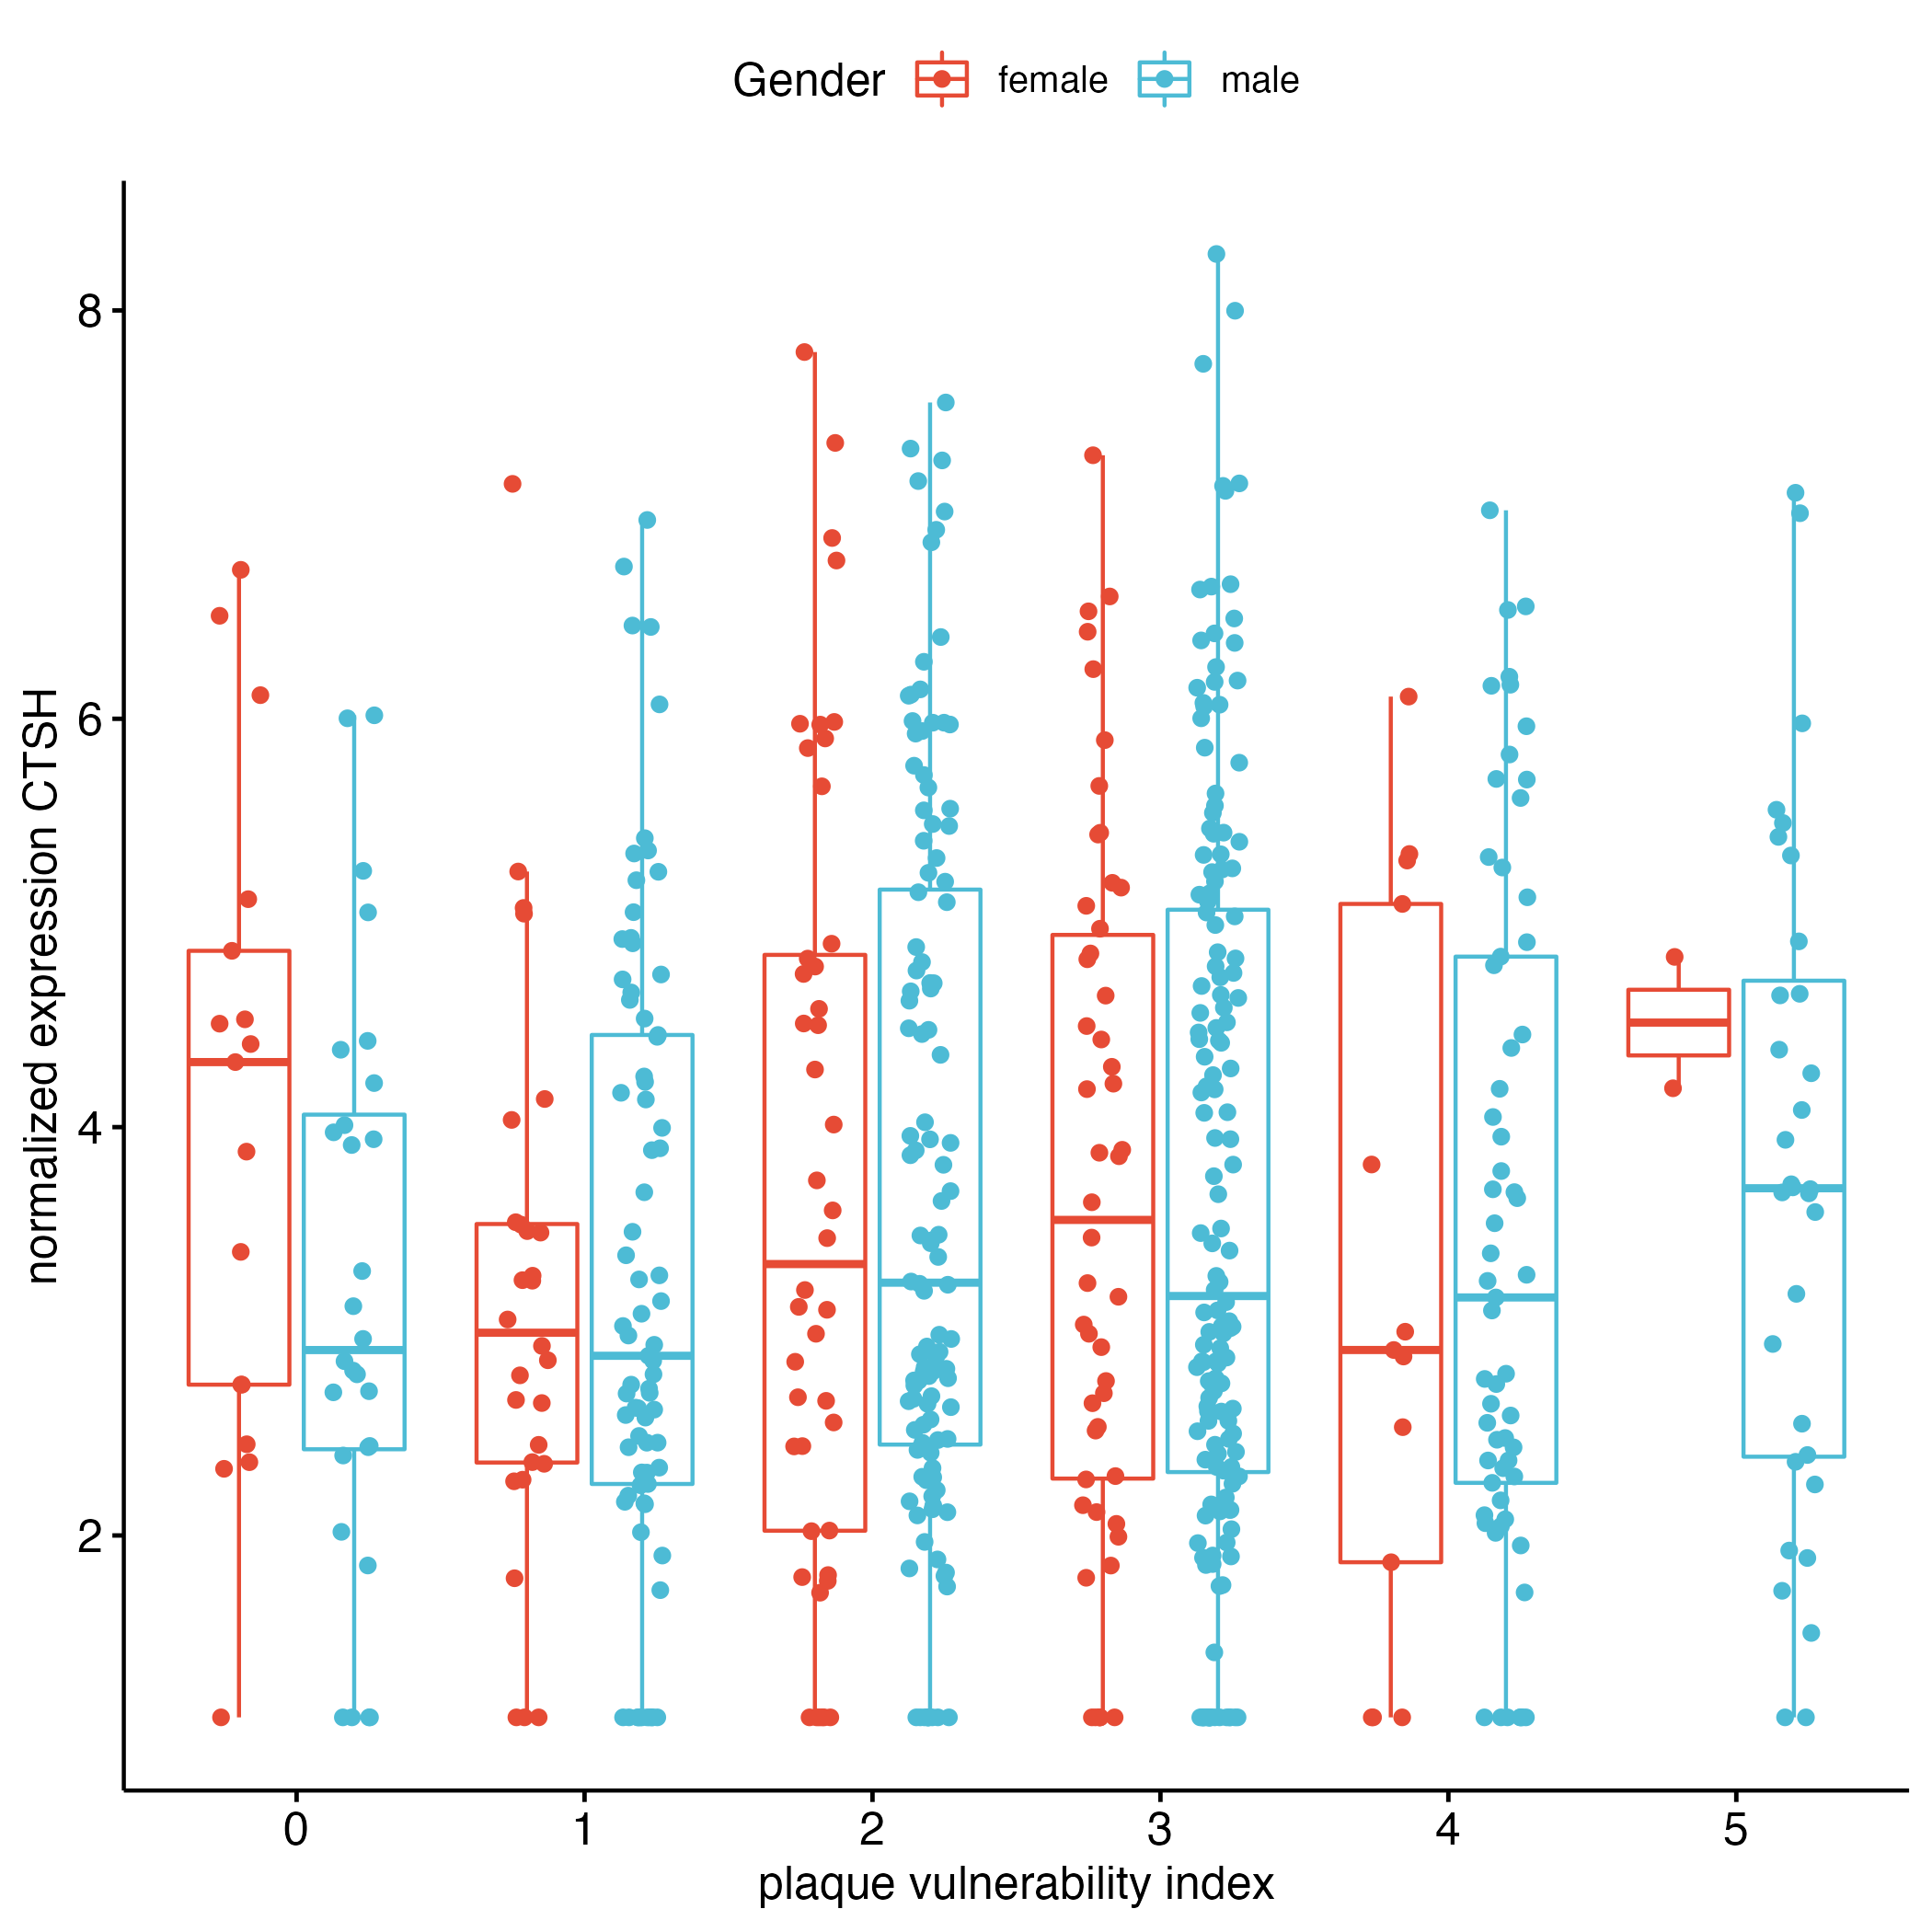 Gender female male
normalized expression CTSH
8
6
4
2
0 1 2 3 4 5
plaque vulnerability index